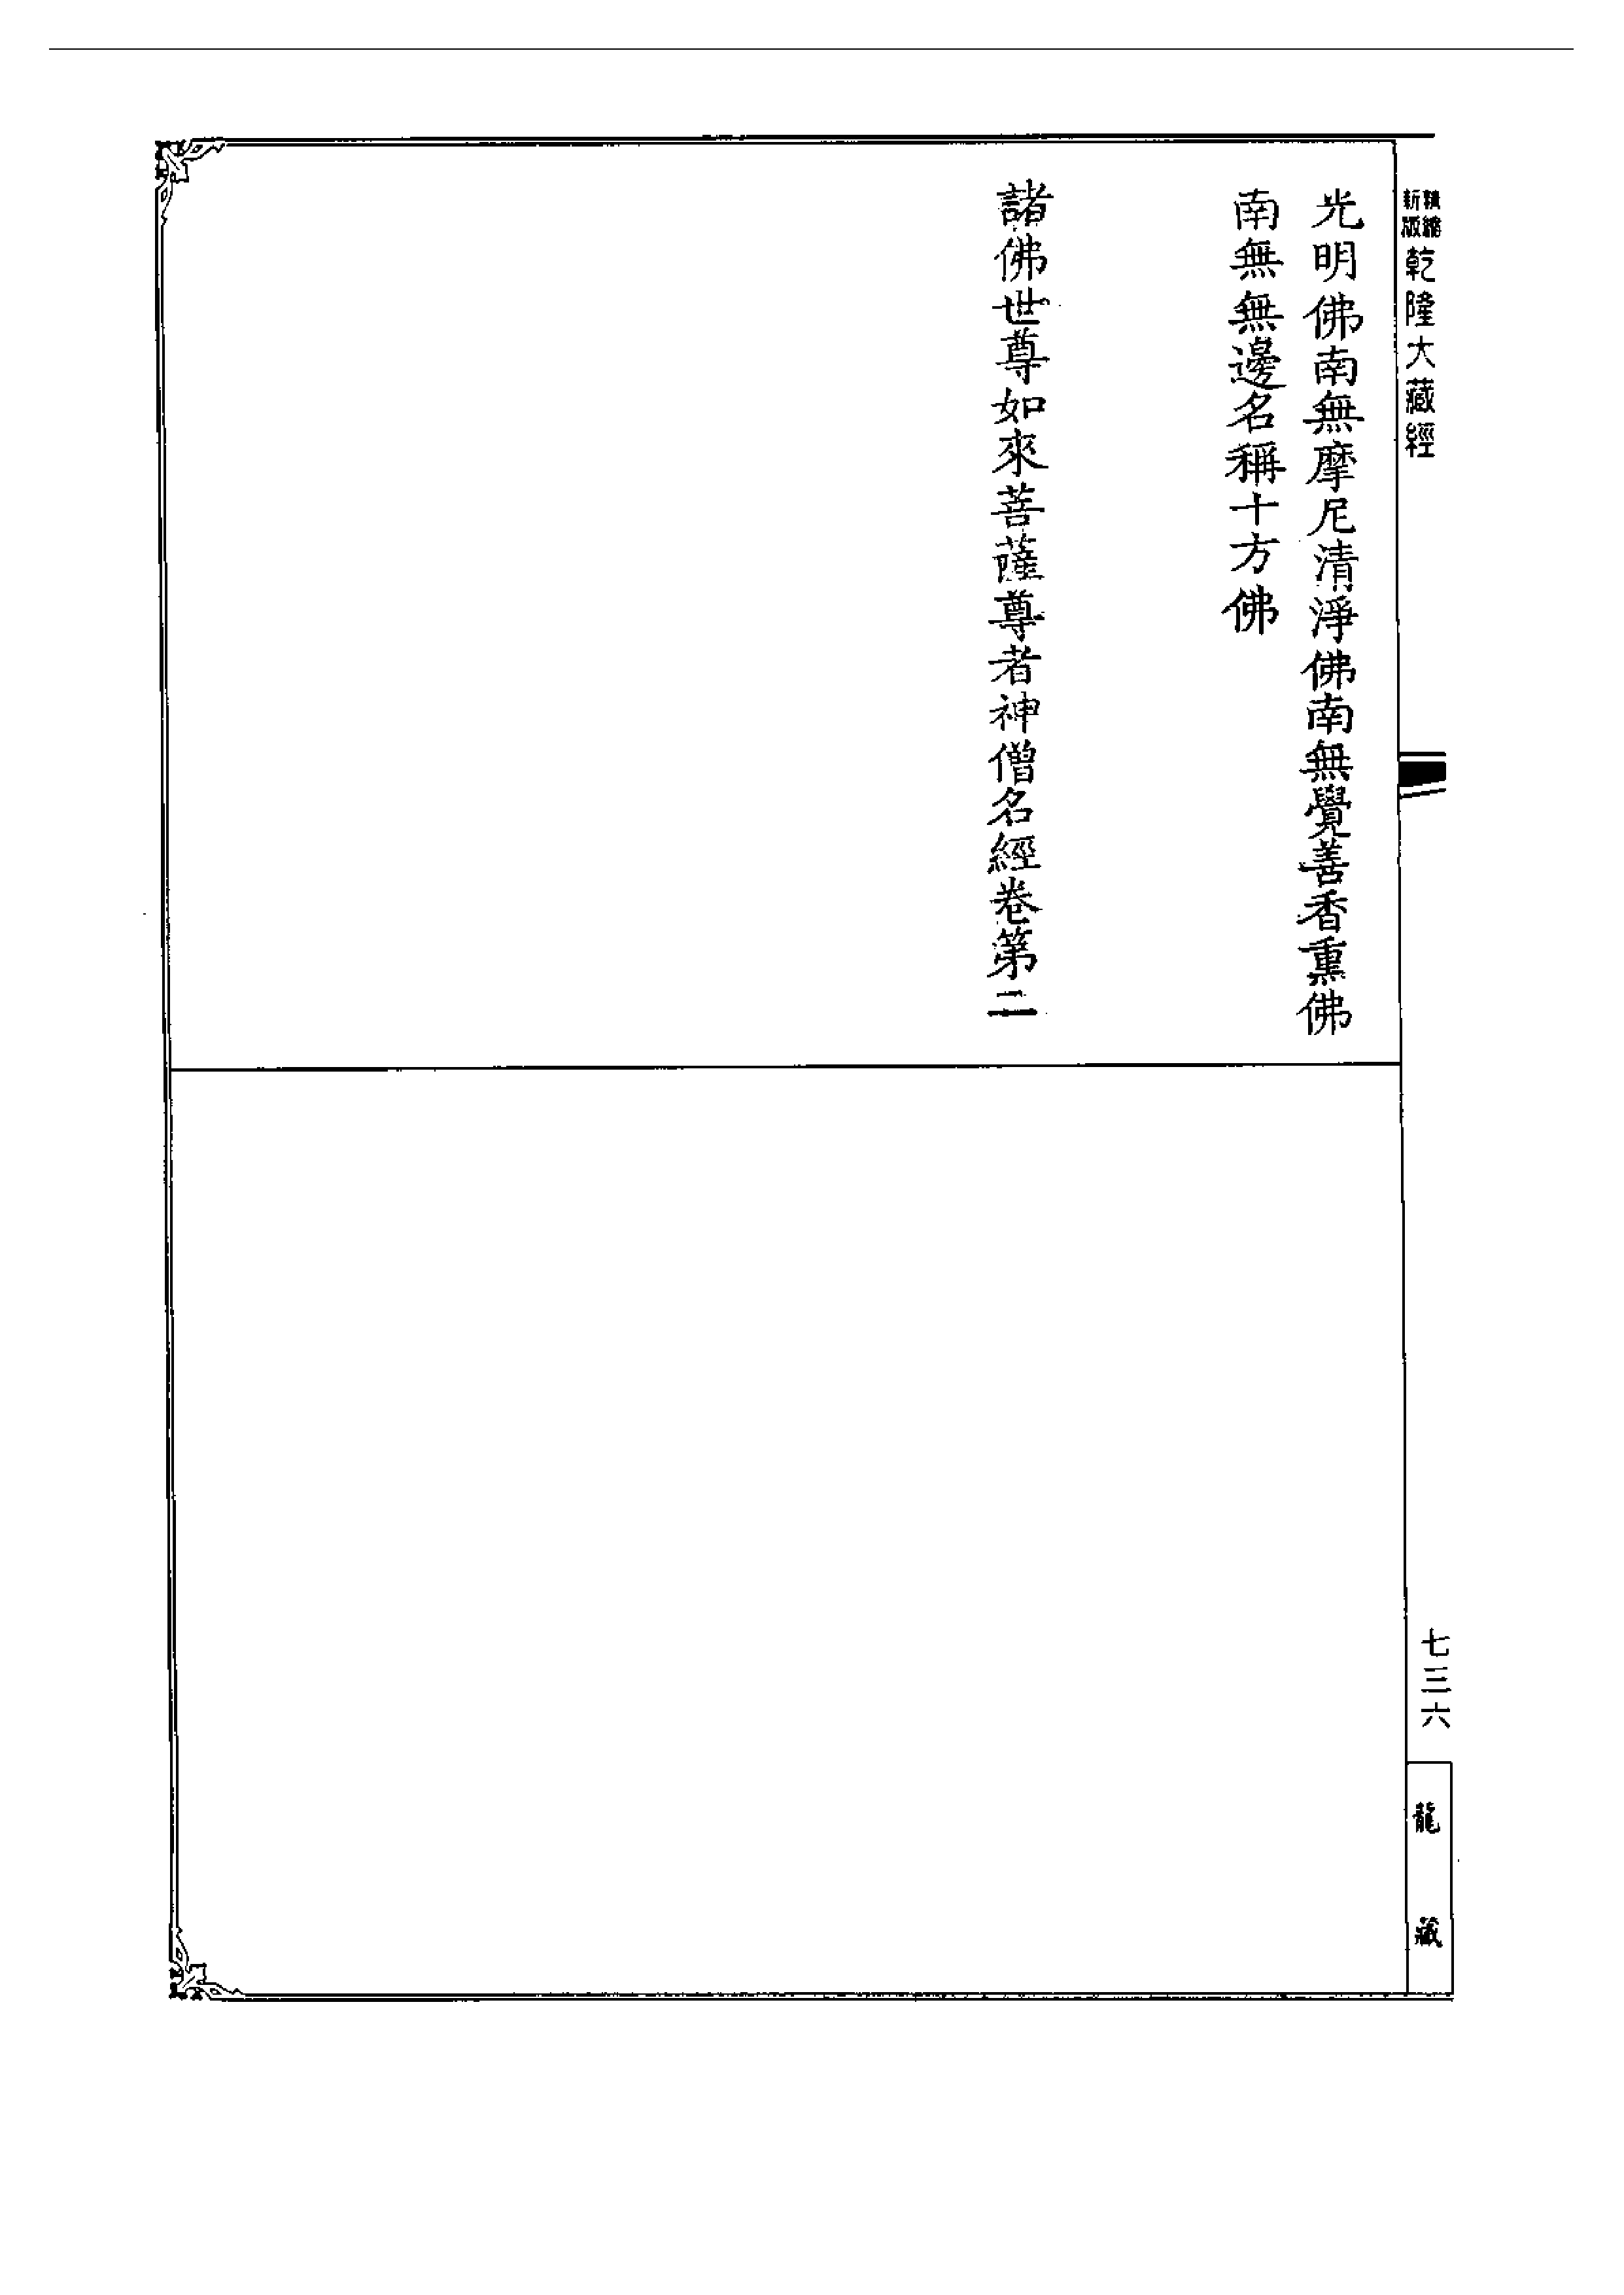 精縮新版
乾隆大藏經
光明佛南無摩尼清淨佛南無覺善香熏佛
南無無邊名稱十方佛
諸佛世尊如來菩薩尊者神僧名經卷第二
七三六
龍藏